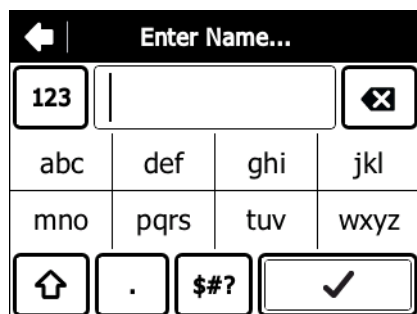 Enter Name...
123
abc def ghi jkl
mno pqrs tuv wxyz
. $#?